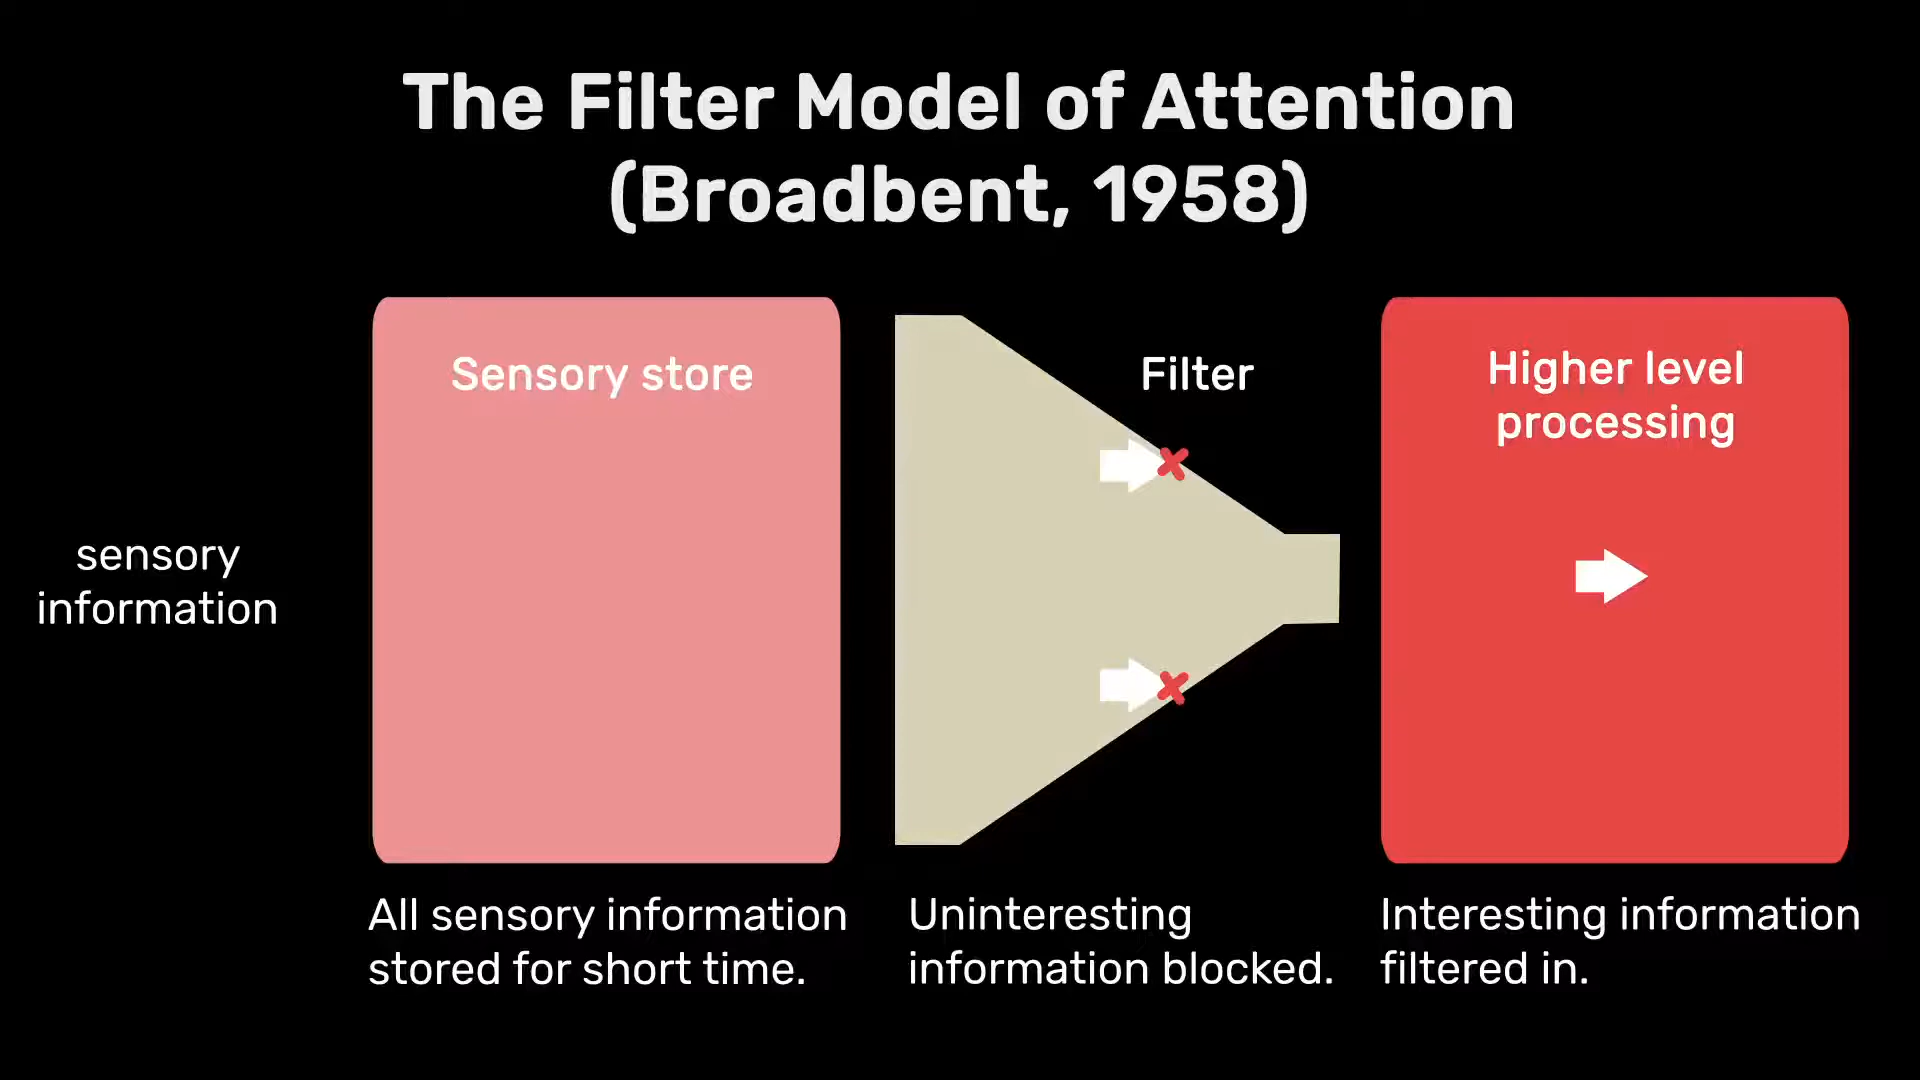 The Filter Model of Attention
(Broadbent, 1958)
sensory
information
Sensory store
Filter
Higher level
processing
All sensory information
stored for short time.
Uninteresting
information blocked.
Interesting information
filtered in.